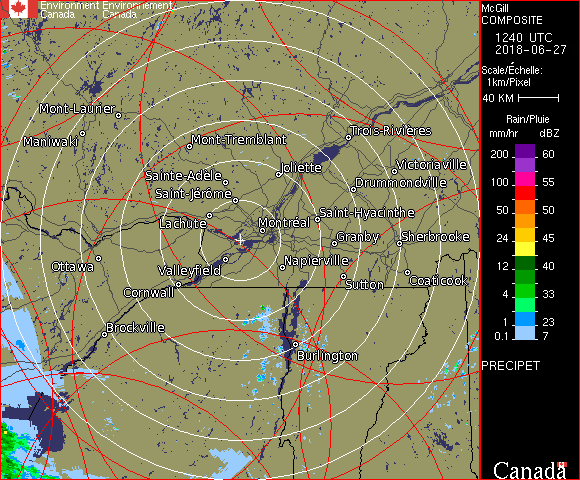 Environment Environnement
Canada Canada
McGill
COMPOSITE
1240 UTC
2018-06-27
Scale/Échelle:
1km/Pixel
40 KM
Rain/Pluie
mm/hr dBZ
200 60
100 55
50 50
24 45
12 40
4 33
1 23
0.1 7
PRECIPET
Canada
Mont-Laurier
Maniwaki
Mont-Tremblant
Trois-Rivières
Sainte-Adèle
Joliette
Victoriaville
Saint-Jérôme
Drummondville
Lachute
Montréal
Saint-Hyacinthe
Granby
Sherbrooke
Ottawa
Valleyfield
Napierville
Cornwall
Sutton
Coaticook
Brockville
Burlington